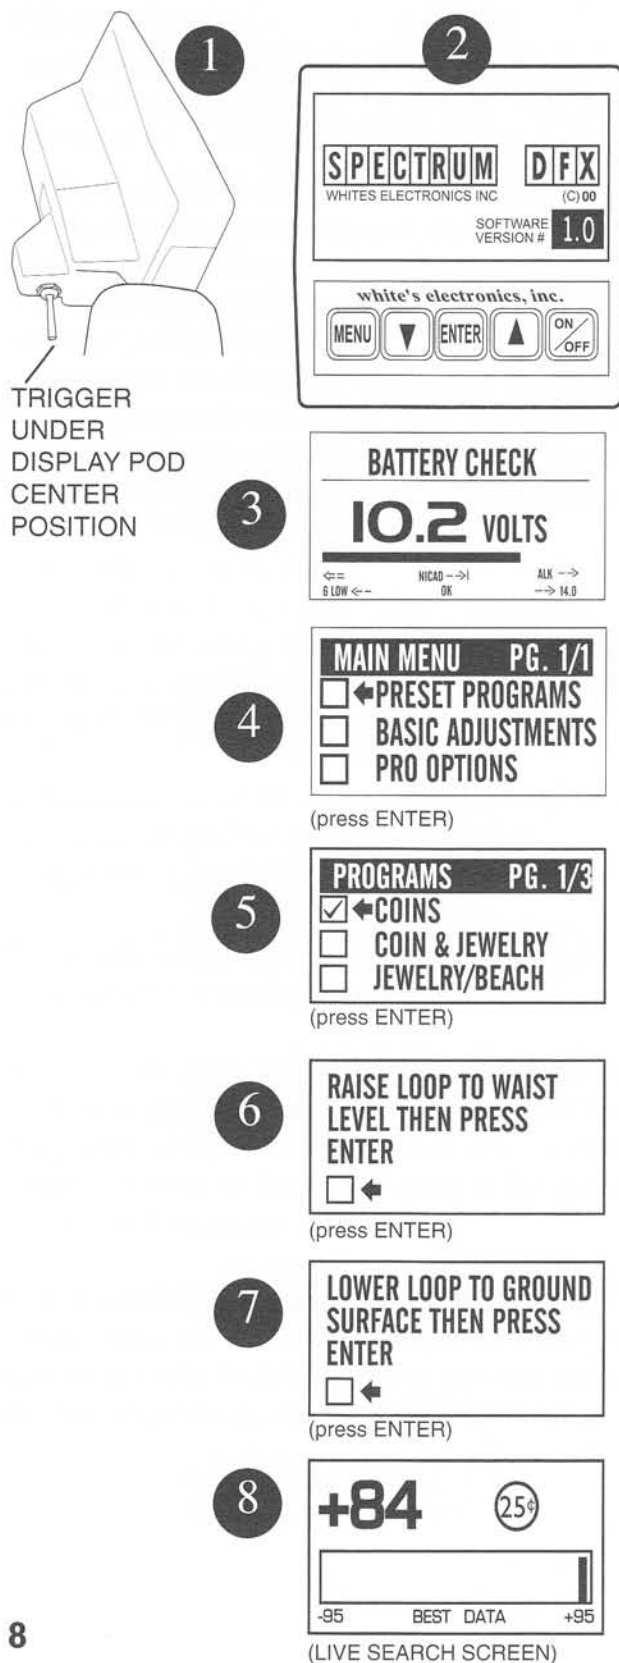 1
2
SPECTRUM DFX
WHITES ELECTRONICS INC
(C) 00
SOFTWARE
VERSION # 1.0
white's electronics, inc.
MENU ▼ ENTER ▲ ON/OFF
TRIGGER
UNDER
DISPLAY POD
CENTER
POSITION
3
BATTERY CHECK
10.2 VOLTS
<== NICAD -->| ALK -->
6 LOW <-- OK --> 14.0
4
MAIN MENU PG. 1/1
PRESET PROGRAMS
BASIC ADJUSTMENTS
PRO OPTIONS
(press ENTER)
5
PROGRAMS PG. 1/3
COINS
COIN & JEWELRY
JEWELRY/BEACH
(press ENTER)
6
RAISE LOOP TO WAIST
LEVEL THEN PRESS
ENTER
(press ENTER)
7
LOWER LOOP TO GROUND
SURFACE THEN PRESS
ENTER
(press ENTER)
8
+84 25¢
-95 BEST DATA +95
(LIVE SEARCH SCREEN)
8